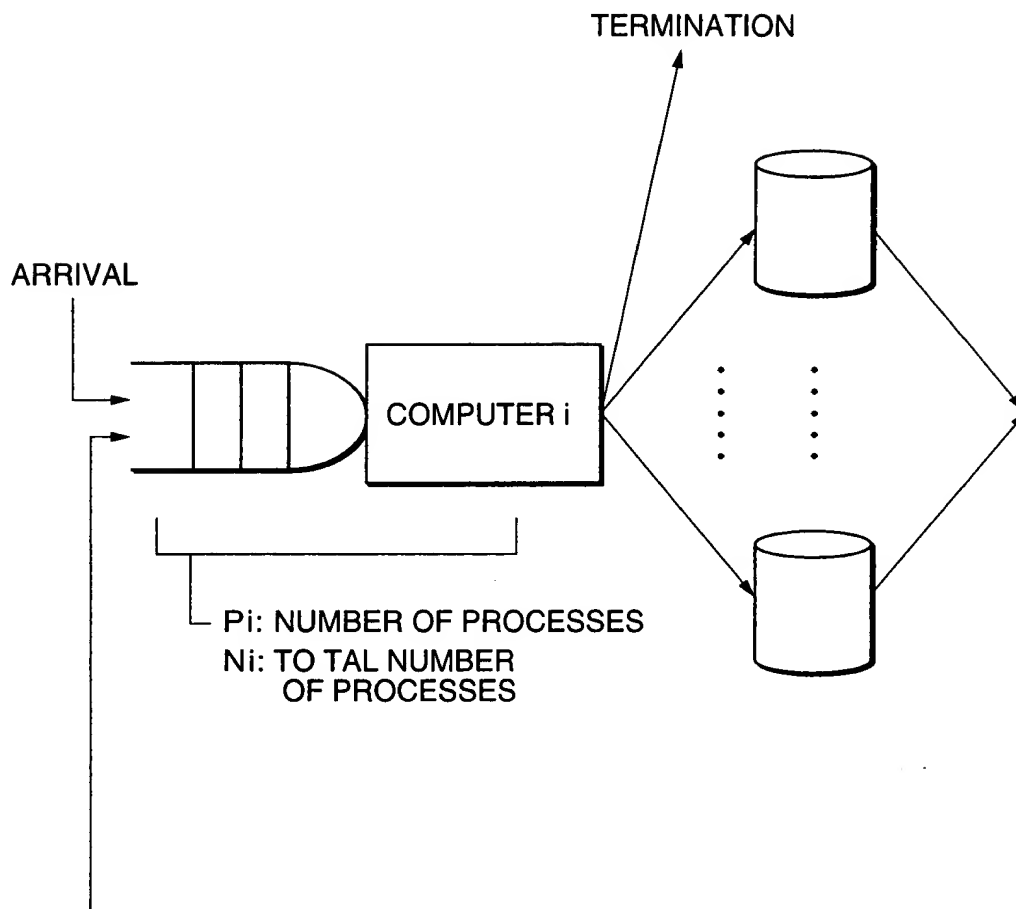 TERMINATION
ARRIVAL
COMPUTER i
Pi: NUMBER OF PROCESSES
Ni: TO TAL NUMBER
OF PROCESSES